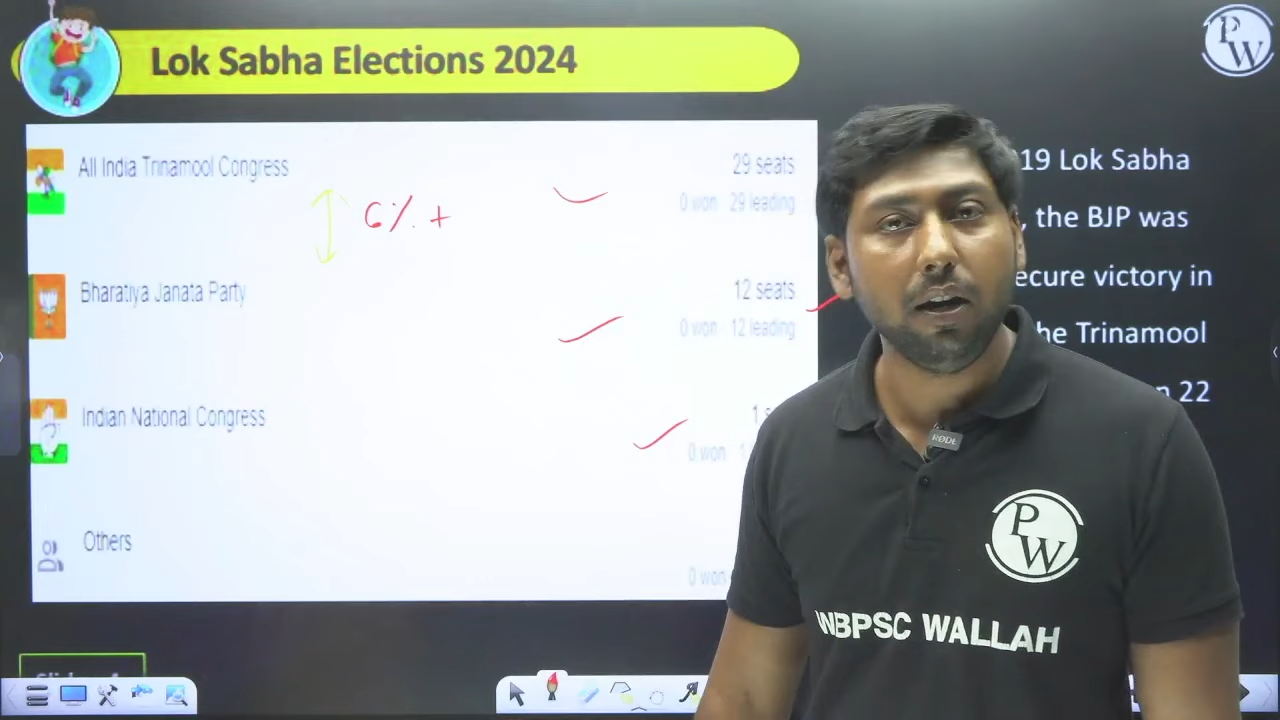 Lok Sabha Elections 2024
PW
All India Trinamool Congress
29 seats
0 won 29 leading
6% +
Bharatiya Janata Party
12 seats
0 won 12 leading
Indian National Congress
1
0 won
Others
0 won
19 Lok Sabha
, the BJP was
ecure victory in
he Trinamool
n 22
RODE
PW
WBPSC WALLAH